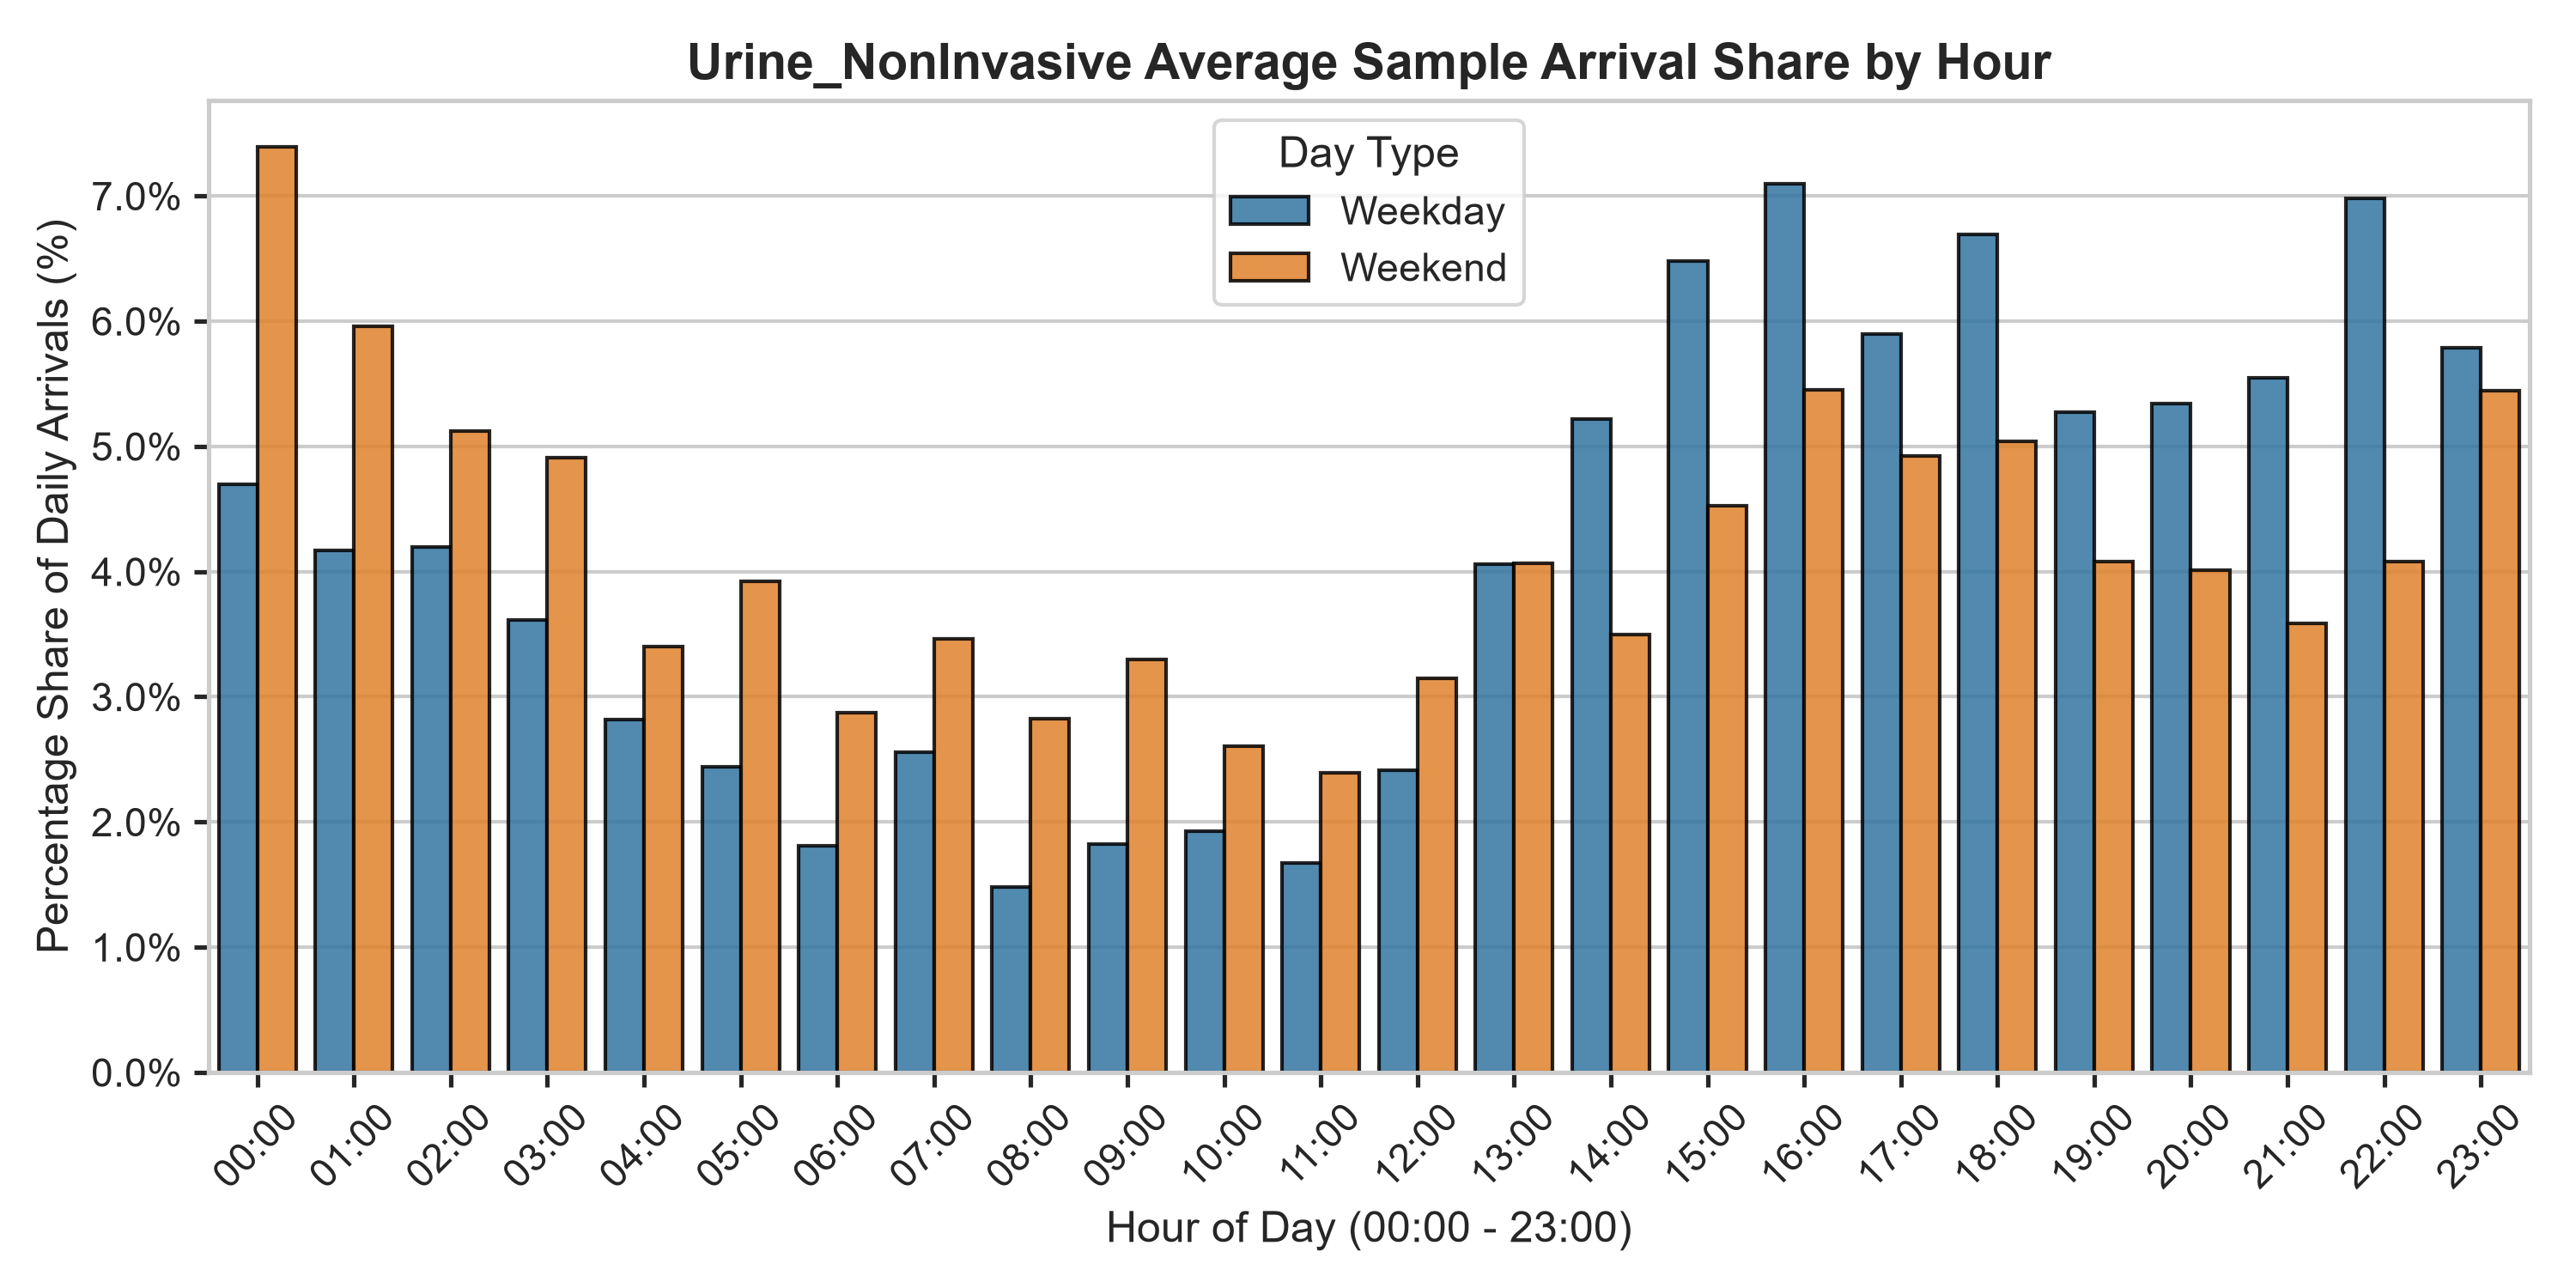 Urine_NonInvasive Average Sample Arrival Share by Hour
Day Type
Weekday
Weekend
Percentage Share of Daily Arrivals (%)
7.0%
6.0%
5.0%
4.0%
3.0%
2.0%
1.0%
0.0%
00:00 01:00 02:00 03:00 04:00 05:00 06:00 07:00 08:00 09:00 10:00 11:00 12:00 13:00 14:00 15:00 16:00 17:00 18:00 19:00 20:00 21:00 22:00 23:00
Hour of Day (00:00 - 23:00)